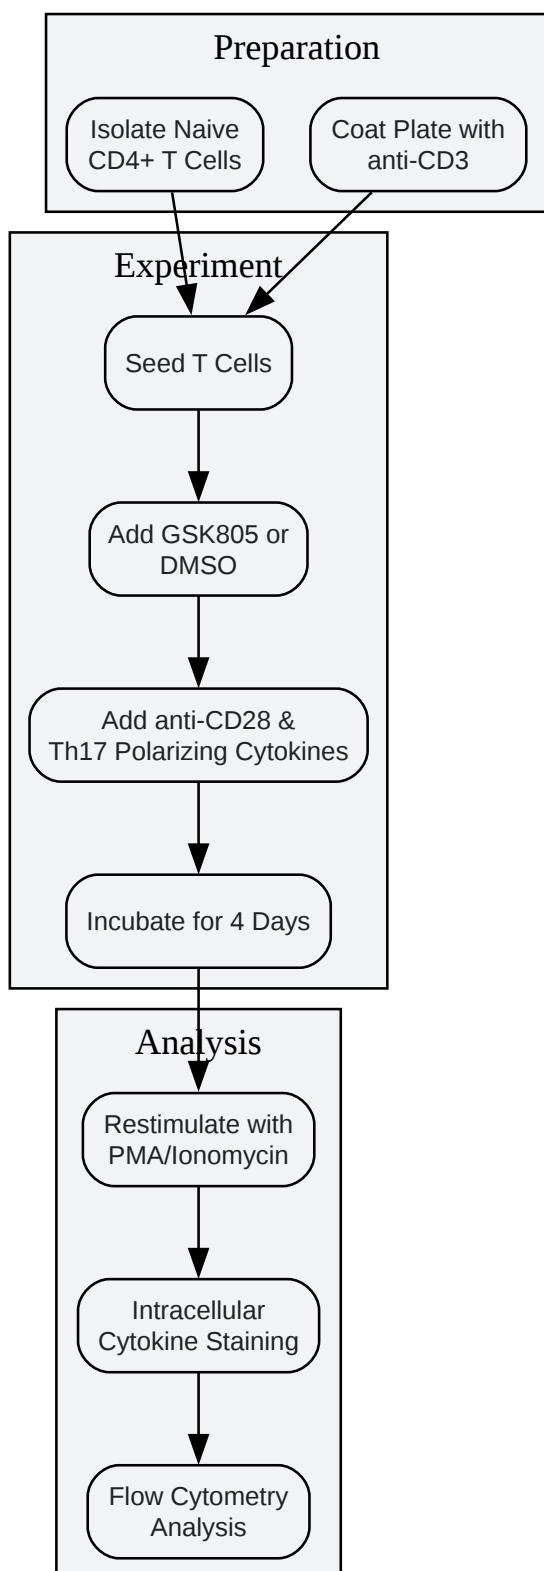 Preparation
Isolate Naive
CD4+ T Cells
Coat Plate with
anti-CD3
Experiment
Seed T Cells
Add GSK805 or
DMSO
Add anti-CD28 &
Th17 Polarizing Cytokines
Incubate for 4 Days
Analysis
Restimulate with
PMA/Ionomycin
Intracellular
Cytokine Staining
Flow Cytometry
Analysis